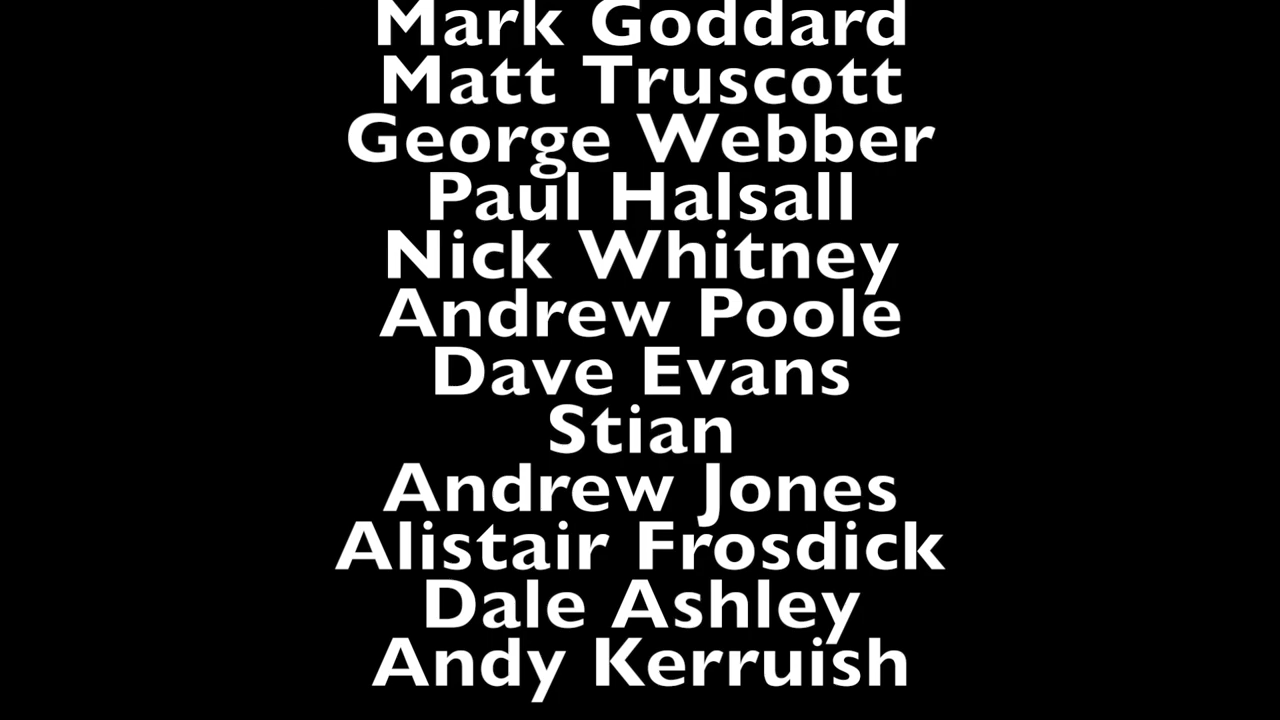 Mark Goddard
Matt Truscott
George Webber
Paul Halsall
Nick Whitney
Andrew Poole
Dave Evans
Stian
Andrew Jones
Alistair Frosdick
Dale Ashley
Andy Kerruish